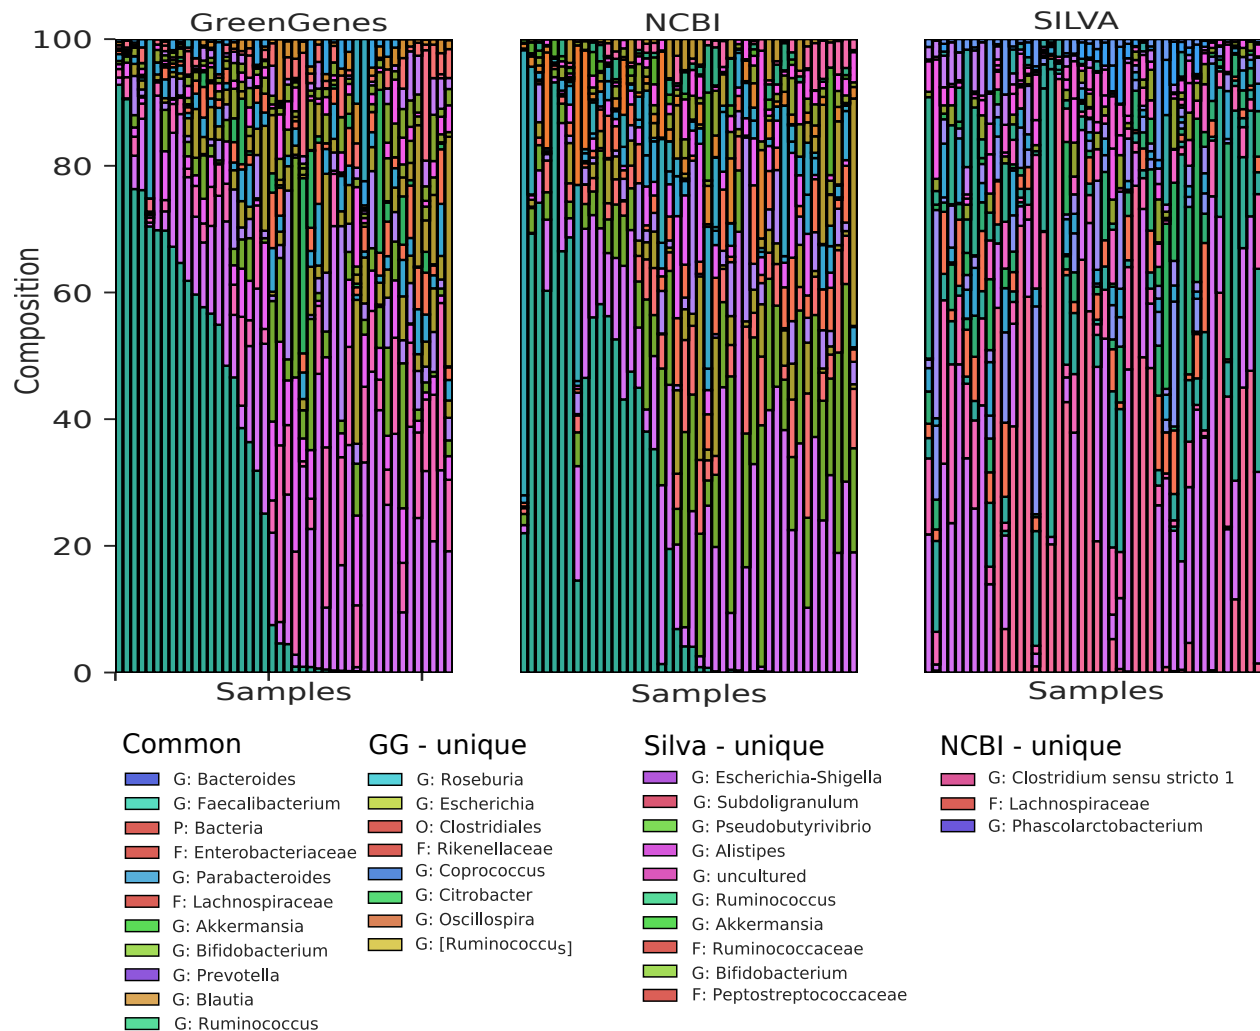 GreenGenes
NCBI
SILVA
100
80
60
40
20
0
Composition
Samples
Samples
Samples
Common
G: Bacteroides
G: Faecalibacterium
P: Bacteria
F: Enterobacteriaceae
G: Parabacteroides
F: Lachnospiraceae
G: Akkermansia
G: Bifidobacterium
G: Prevotella
G: Blautia
G: Ruminococcus
GG - unique
G: Roseburia
G: Escherichia
O: Clostridiales
F: Rikenellaceae
G: Coprococcus
G: Citrobacter
G: Oscillospira
G: [Ruminococcus]
Silva - unique
G: Escherichia-Shigella
G: Subdoligranulum
G: Pseudobutyrivibrio
G: Alistipes
G: uncultured
G: Ruminococcus
G: Akkermansia
F: Ruminococcaceae
G: Bifidobacterium
F: Peptostreptococcaceae
NCBI - unique
G: Clostridium sensu stricto 1
F: Lachnospiraceae
G: Phascolarctobacterium